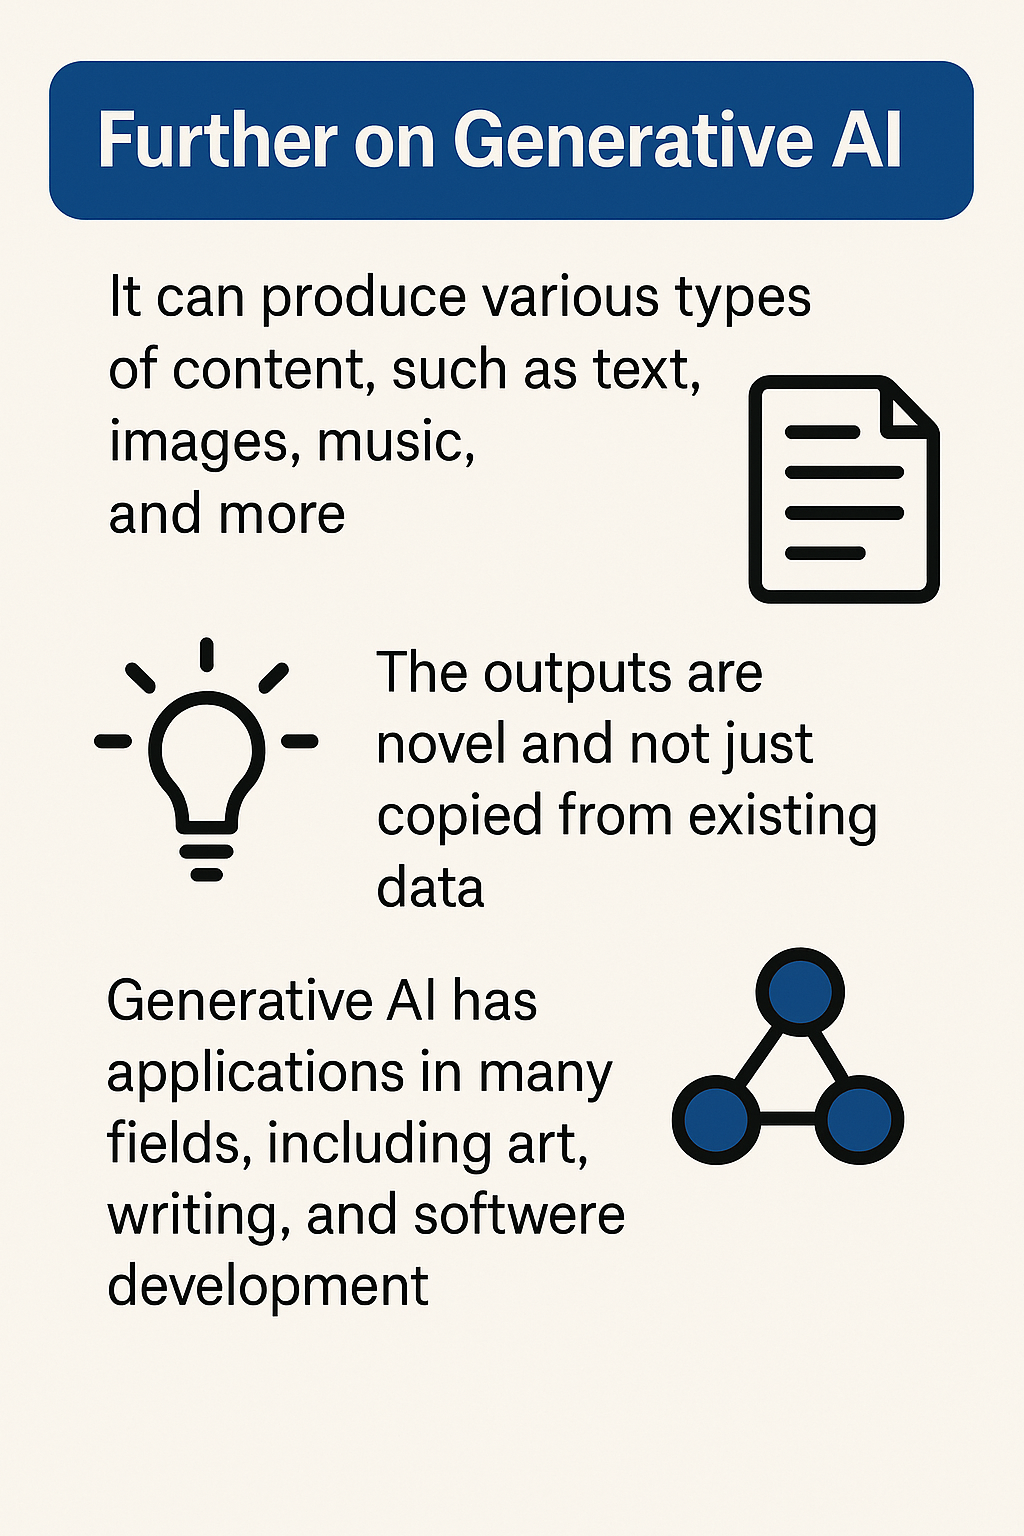 Further on Generative AI
It can produce various types
of content, such as text,
images, music,
and more
The outputs are
novel and not just
copied from existing
data
Generative AI has
applications in many
fields, including art,
writing, and softwere
development